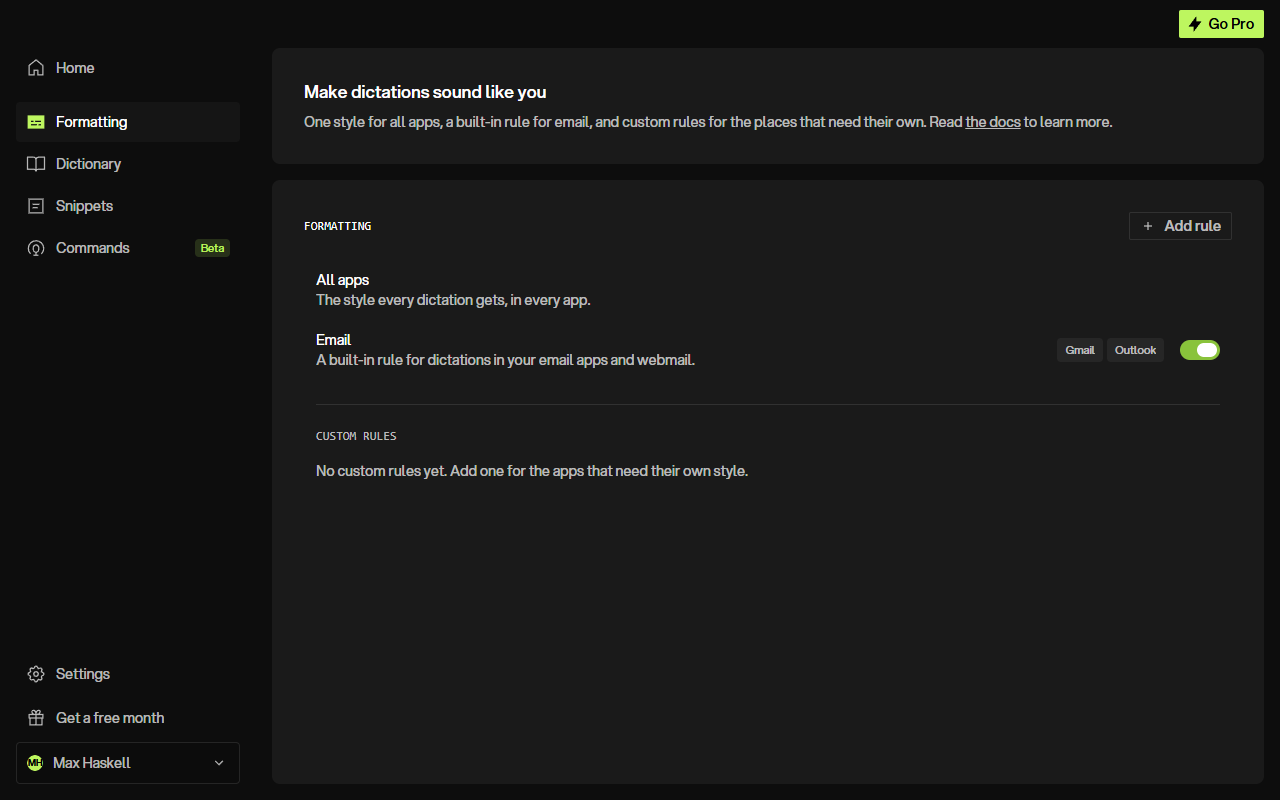 Go Pro
Home
Formatting
Dictionary
Snippets
Commands Beta
Settings
Get a free month
MH Max Haskell
Make dictations sound like you
One style for all apps, a built-in rule for email, and custom rules for the places that need their own. Read the docs to learn more.
FORMATTING
+ Add rule
All apps
The style every dictation gets, in every app.
Email
A built-in rule for dictations in your email apps and webmail.
Gmail Outlook
CUSTOM RULES
No custom rules yet. Add one for the apps that need their own style.